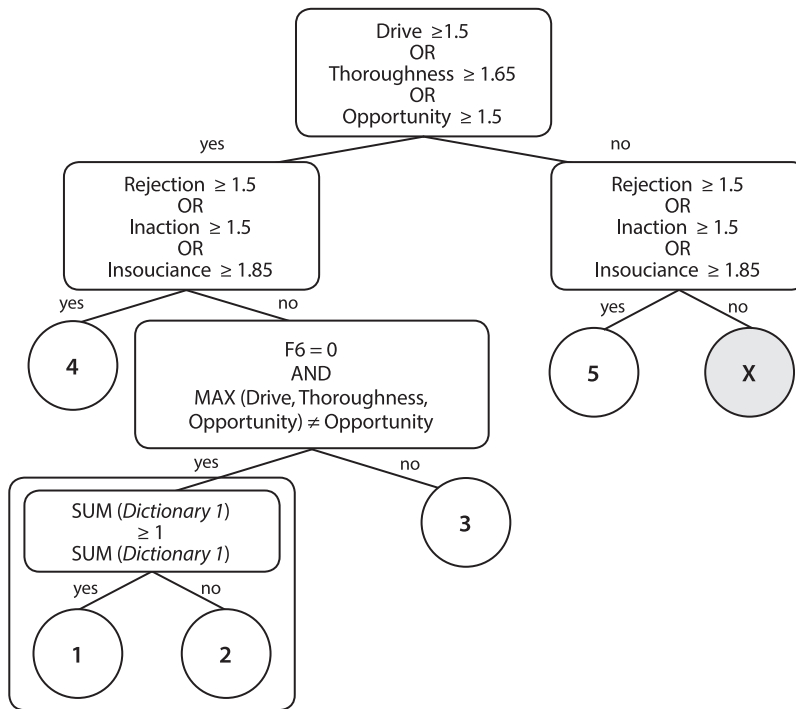 Drive ≥1.5
OR
Thoroughness ≥ 1.65
OR
Opportunity ≥ 1.5
yes
no
Rejection ≥ 1.5
OR
Inaction ≥ 1.5
OR
Insouciance ≥ 1.85
Rejection ≥ 1.5
OR
Inaction ≥ 1.5
OR
Insouciance ≥ 1.85
yes
no
yes
no
4
F6 = 0
AND
MAX (Drive, Thoroughness,
Opportunity) ≠ Opportunity
5
X
yes
no
SUM (Dictionary 1)
≥ 1
SUM (Dictionary 1)
3
yes
no
1
2